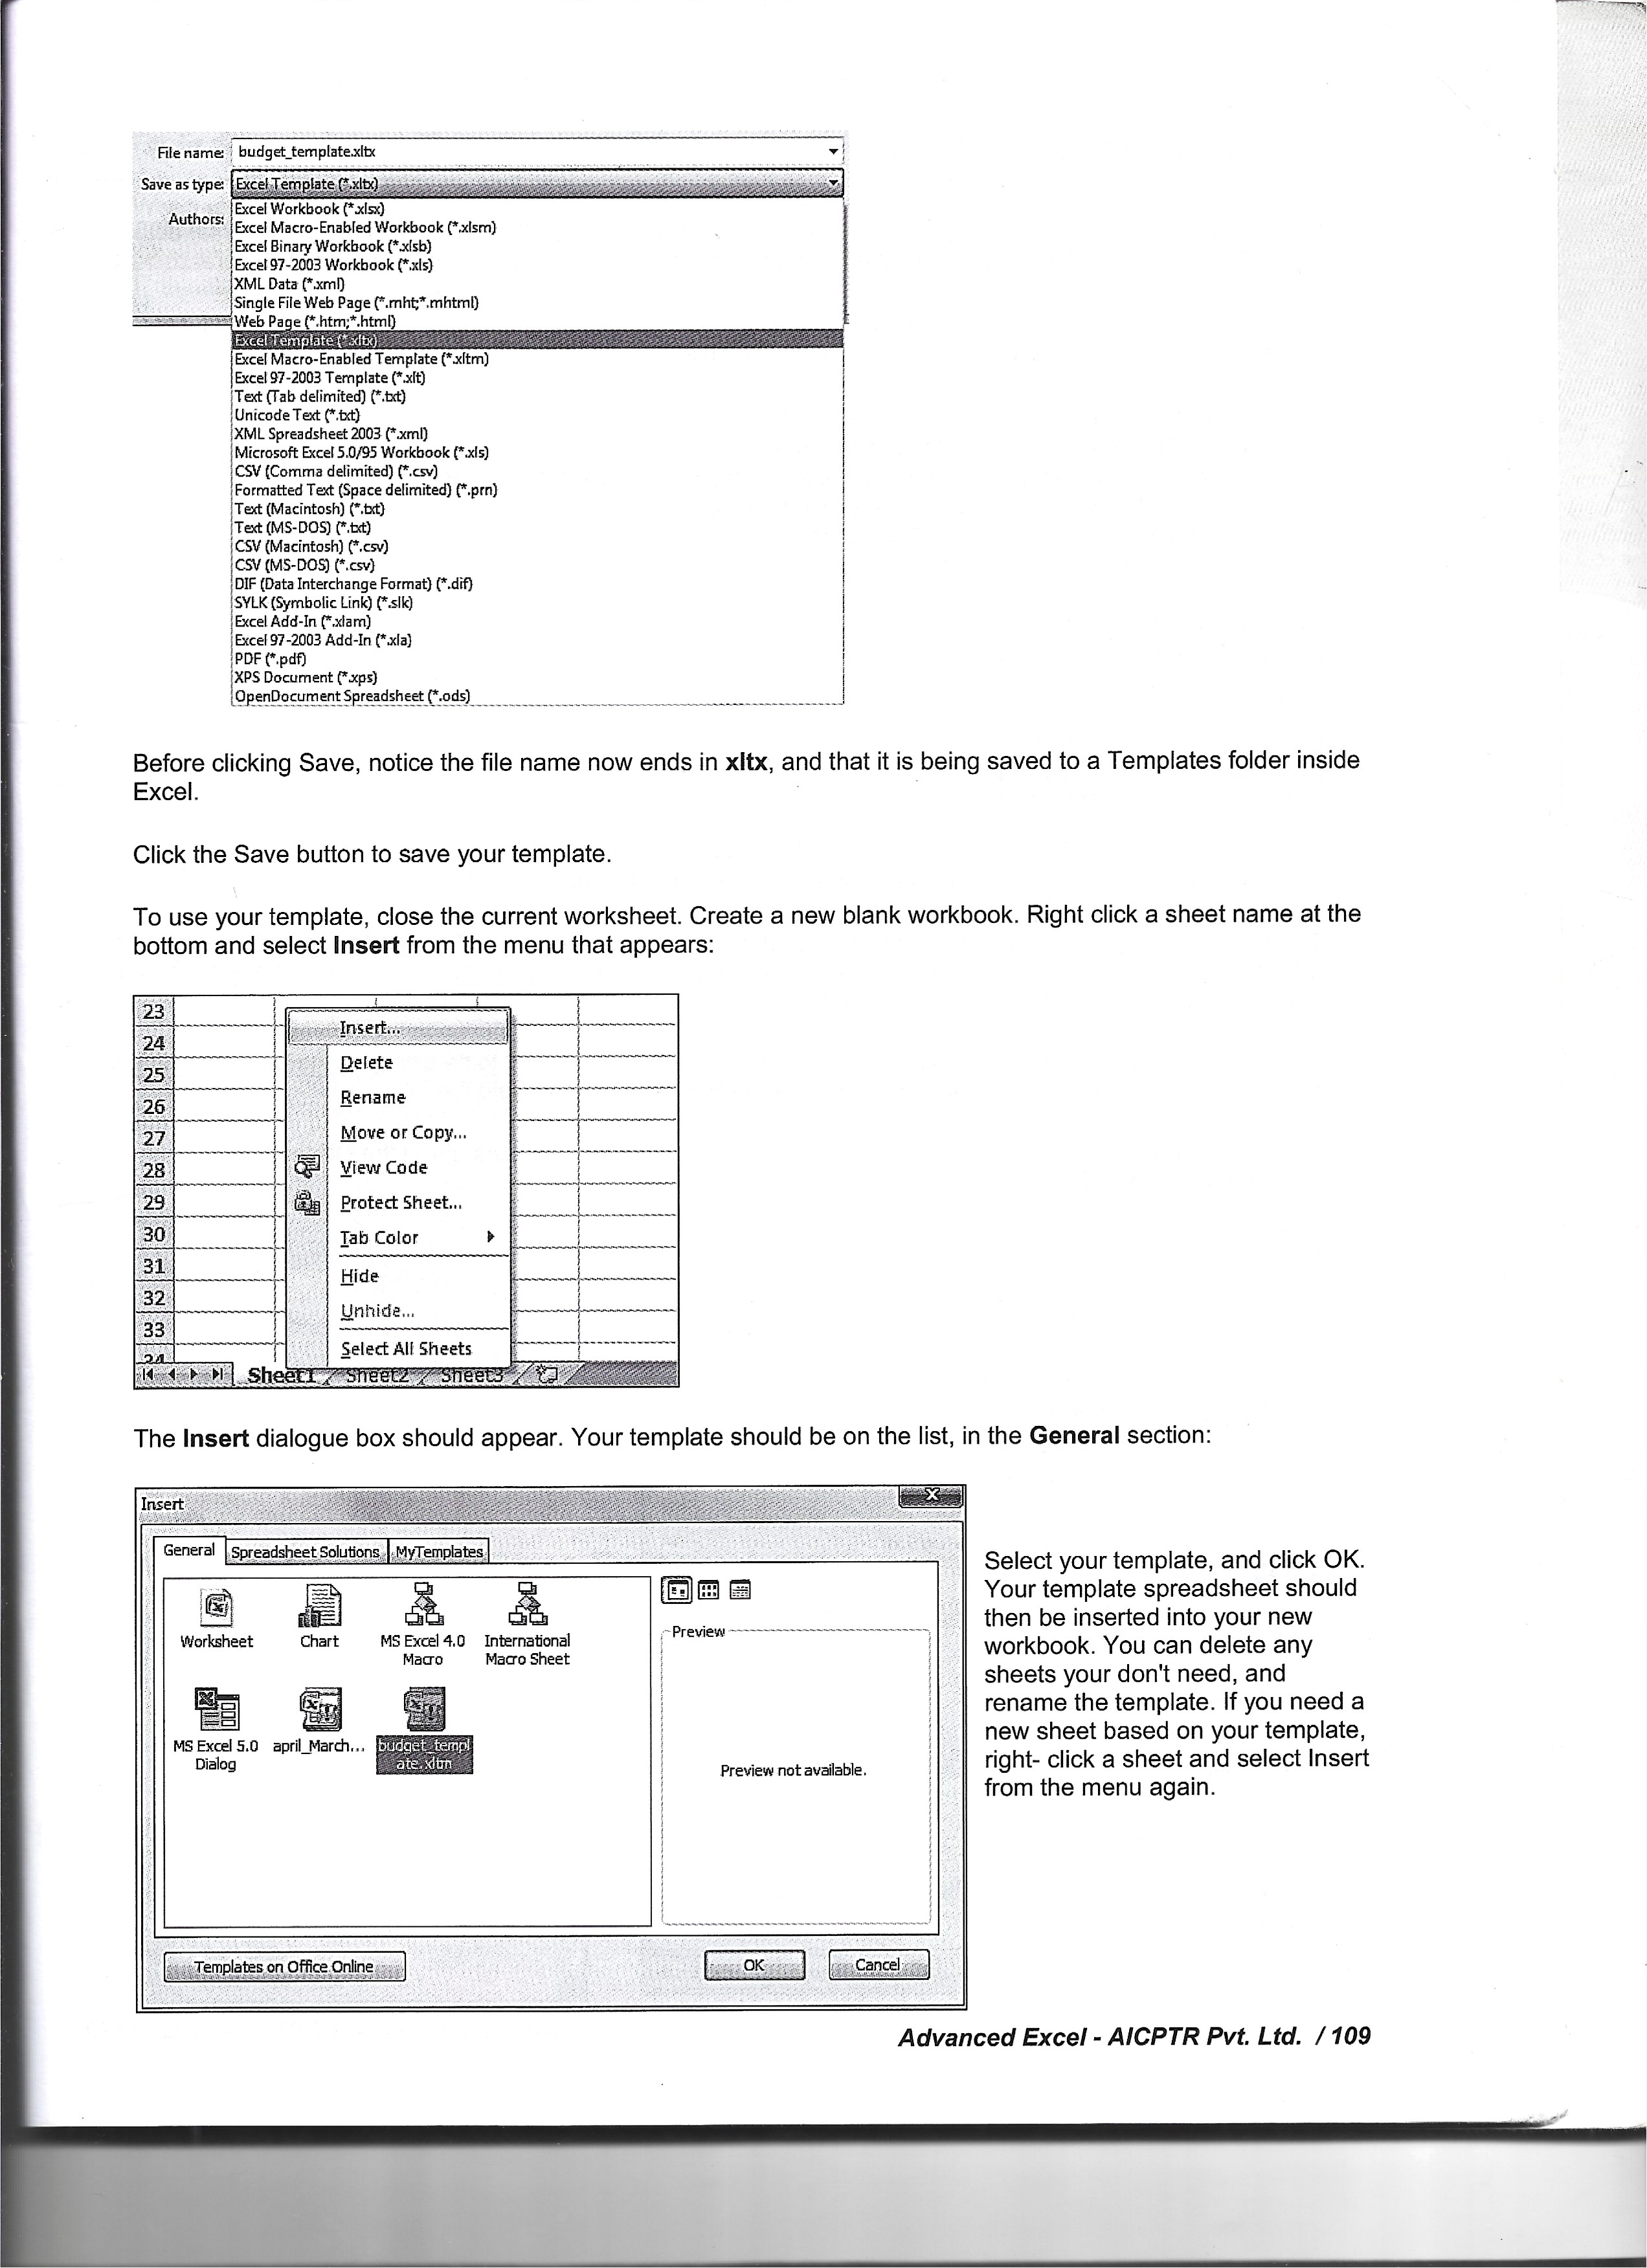 File name: budget_template.xltx
Save as type: Excel Template (*.xltx)
Authors:
Excel Workbook (*.xlsx)
Excel Macro-Enabled Workbook (*.xlsm)
Excel Binary Workbook (*.xlsb)
Excel 97-2003 Workbook (*.xls)
XML Data (*.xml)
Single File Web Page (*.mht;*.mhtml)
Web Page (*.htm;*.html)
Excel Template (*.xltx)
Excel Macro-Enabled Template (*.xltm)
Excel 97-2003 Template (*.xlt)
Text (Tab delimited) (*.txt)
Unicode Text (*.txt)
XML Spreadsheet 2003 (*.xml)
Microsoft Excel 5.0/95 Workbook (*.xls)
CSV (Comma delimited) (*.csv)
Formatted Text (Space delimited) (*.prn)
Text (Macintosh) (*.txt)
Text (MS-DOS) (*.txt)
CSV (Macintosh) (*.csv)
CSV (MS-DOS) (*.csv)
DIF (Data Interchange Format) (*.dif)
SYLK (Symbolic Link) (*.slk)
Excel Add-In (*.xlam)
Excel 97-2003 Add-In (*.xla)
PDF (*.pdf)
XPS Document (*.xps)
OpenDocument Spreadsheet (*.ods)
Before clicking Save, notice the file name now ends in xltx, and that it is being saved to a Templates folder inside
Excel.
Click the Save button to save your template.
To use your template, close the current worksheet. Create a new blank workbook. Right click a sheet name at the
bottom and select Insert from the menu that appears:
23
24
25
26
27
28
29
30
31
32
33
34
Insert...
Delete
Rename
Move or Copy...
View Code
Protect Sheet...
Tab Color
Hide
Unhide...
Select All Sheets
Sheet1 Sheet2 Sheet3
The Insert dialogue box should appear. Your template should be on the list, in the General section:
Insert
General Spreadsheet Solutions MyTemplates
Worksheet
Chart
MS Excel 4.0
Macro
International
Macro Sheet
MS Excel 5.0
Dialog
april_March...
budget_templ
ate.xltm
Preview
Preview not available.
Templates on Office Online
OK
Cancel
Select your template, and click OK.
Your template spreadsheet should
then be inserted into your new
workbook. You can delete any
sheets your don't need, and
rename the template. If you need a
new sheet based on your template,
right- click a sheet and select Insert
from the menu again.
Advanced Excel - AICPTR Pvt. Ltd. / 109